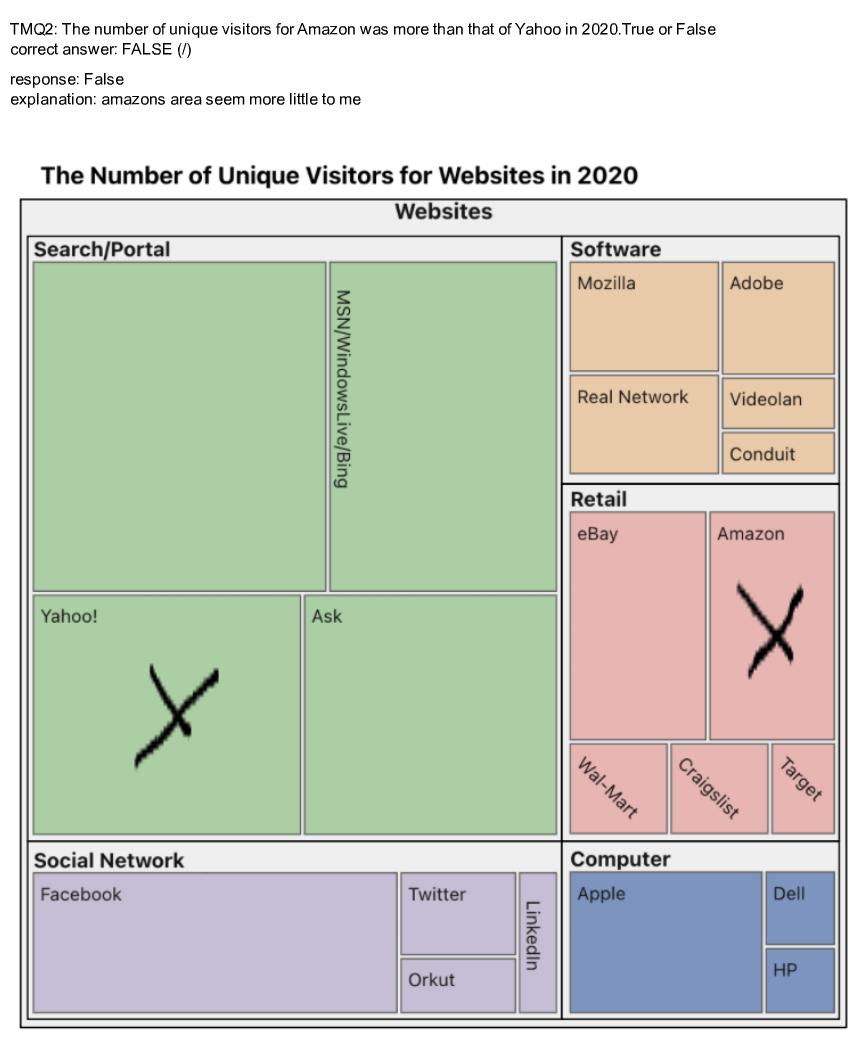 TMQ2: The number of unique visitors for Amazon was more than that of Yahoo in 2020.True or False
correct answer: FALSE (/)
response: False
explanation: amazons area seem more little to me
The Number of Unique Visitors for Websites in 2020
Websites
Search/Portal
MSN/WindowsLive/Bing
Yahoo!
Ask
Software
Mozilla
Adobe
Real Network
Videolan
Conduit
Retail
eBay
Amazon
Wal-Mart
Craigslist
Target
Social Network
Facebook
Twitter
Orkut
LinkedIn
Computer
Apple
Dell
HP